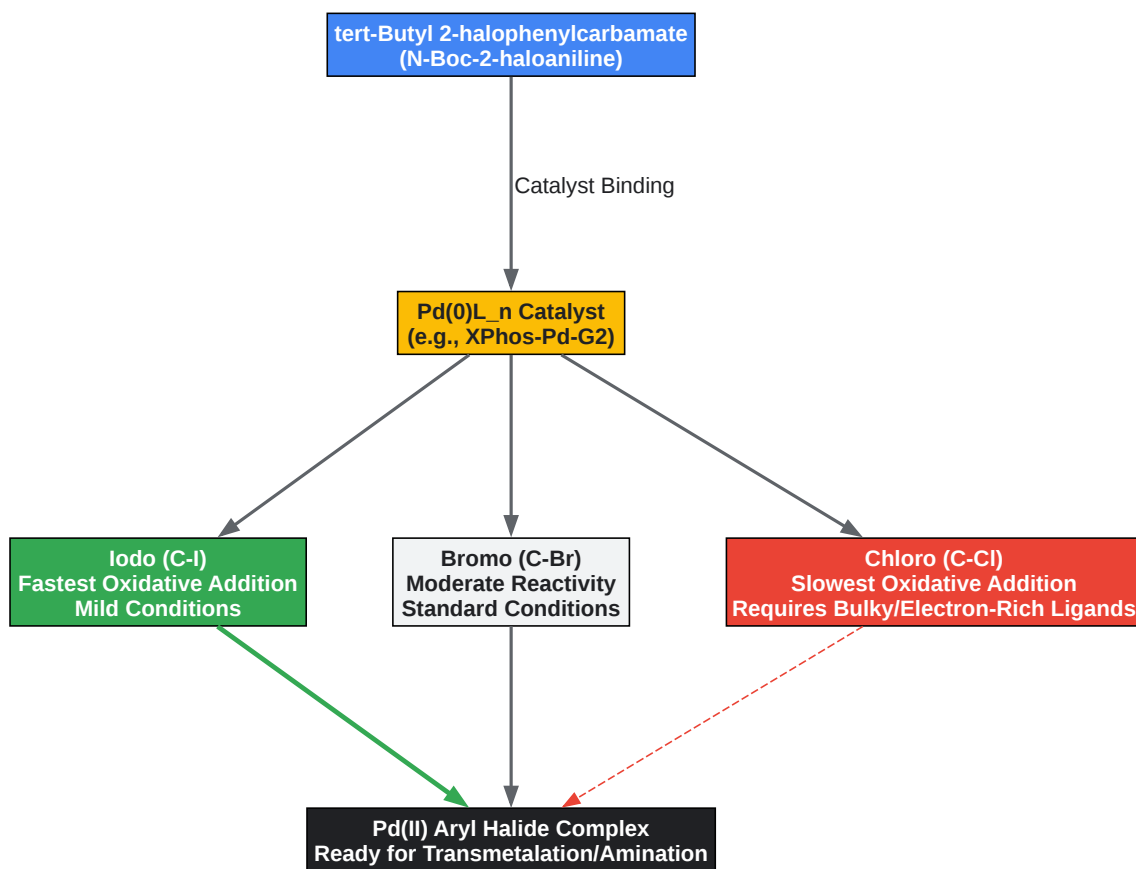 tert-Butyl 2-halophenylcarbamate
(N-Boc-2-haloaniline)
Catalyst Binding
Pd(0)L_n Catalyst
(e.g., XPhos-Pd-G2)
Iodo (C-I)
Fastest Oxidative Addition
Mild Conditions
Bromo (C-Br)
Moderate Reactivity
Standard Conditions
Chloro (C-Cl)
Slowest Oxidative Addition
Requires Bulky/Electron-Rich Ligands
Pd(II) Aryl Halide Complex
Ready for Transmetalation/Amination